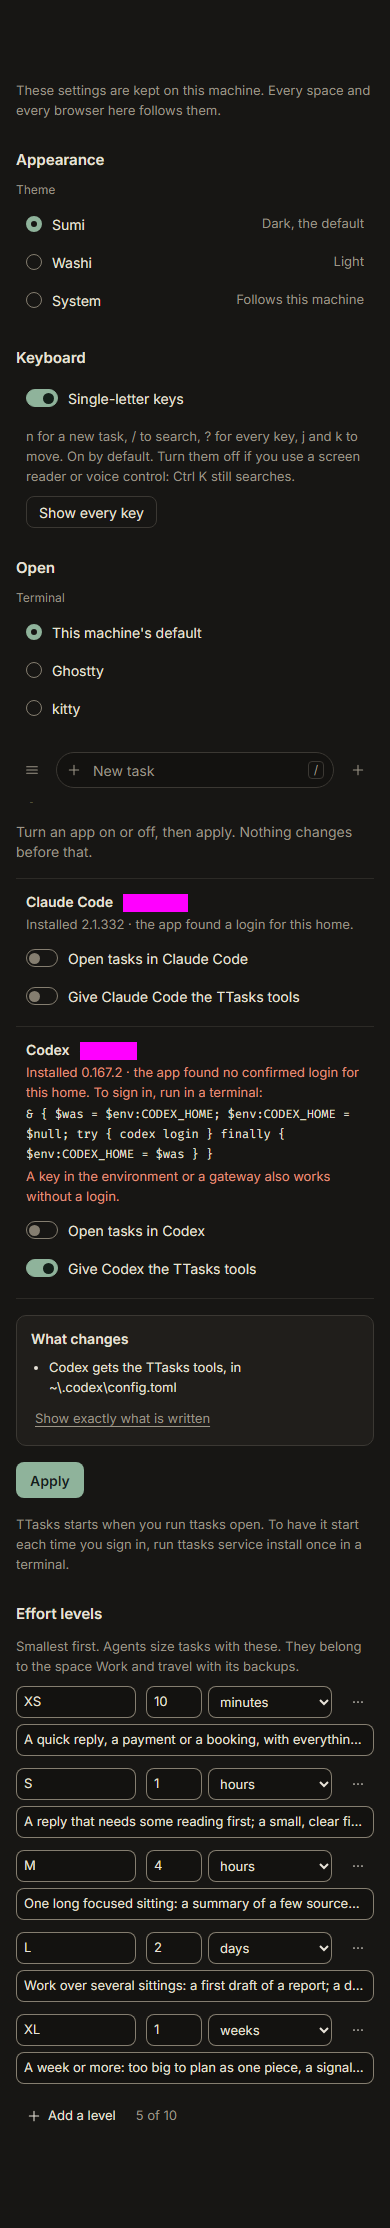 These settings are kept on this machine. Every space and
every browser here follows them.
Appearance
Theme
Sumi
Dark, the default
Washi
Light
System
Follows this machine
Keyboard
Single-letter keys
n for a new task, / to search, ? for every key, j and k to
move. On by default. Turn them off if you use a screen
reader or voice control: Ctrl K still searches.
Show every key
Open
Terminal
This machine's default
Ghostty
kitty
New task
/
Turn an app on or off, then apply. Nothing changes
before that.
Claude Code
Installed 2.1.332 · the app found a login for this home.
Open tasks in Claude Code
Give Claude Code the TTasks tools
Codex
Installed 0.167.2 · the app found no confirmed login for
this home. To sign in, run in a terminal:
& { $was = $env:CODEX_HOME; $env:CODEX_HOME =
$null; try { codex login } finally {
$env:CODEX_HOME = $was } }
A key in the environment or a gateway also works
without a login.
Open tasks in Codex
Give Codex the TTasks tools
What changes
• Codex gets the TTasks tools, in
~\.codex\config.toml
Show exactly what is written
Apply
TTasks starts when you run ttasks open. To have it start
each time you sign in, run ttasks service install once in a
terminal.
Effort levels
Smallest first. Agents size tasks with these. They belong
to the space Work and travel with its backups.
XS
10
minutes
...
A quick reply, a payment or a booking, with everythin...
S
1
hours
...
A reply that needs some reading first; a small, clear fi...
M
4
hours
...
One long focused sitting: a summary of a few source...
L
2
days
...
Work over several sittings: a first draft of a report; a d...
XL
1
weeks
...
A week or more: too big to plan as one piece, a signal...
+ Add a level
5 of 10